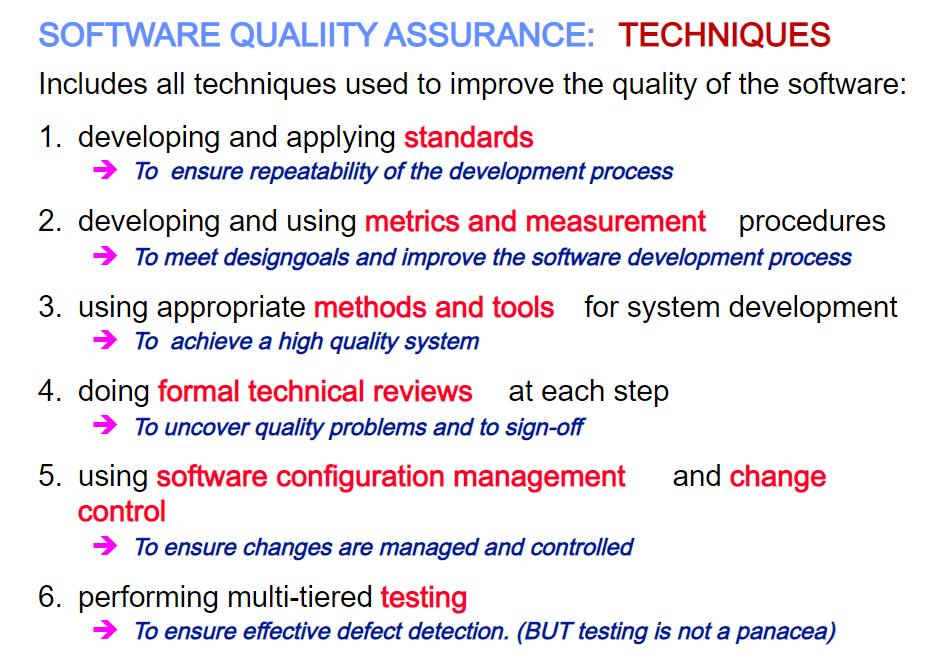 SOFTWARE QUALIITY ASSURANCE: TECHNIQUES
Includes all techniques used to improve the quality of the software:
1. developing and applying standards
➔ To ensure repeatability of the development process
2. developing and using metrics and measurement procedures
➔ To meet designgoals and improve the software development process
3. using appropriate methods and tools for system development
➔ To achieve a high quality system
4. doing formal technical reviews at each step
➔ To uncover quality problems and to sign-off
5. using software configuration management and change
control
➔ To ensure changes are managed and controlled
6. performing multi-tiered testing
➔ To ensure effective defect detection. (BUT testing is not a panacea)